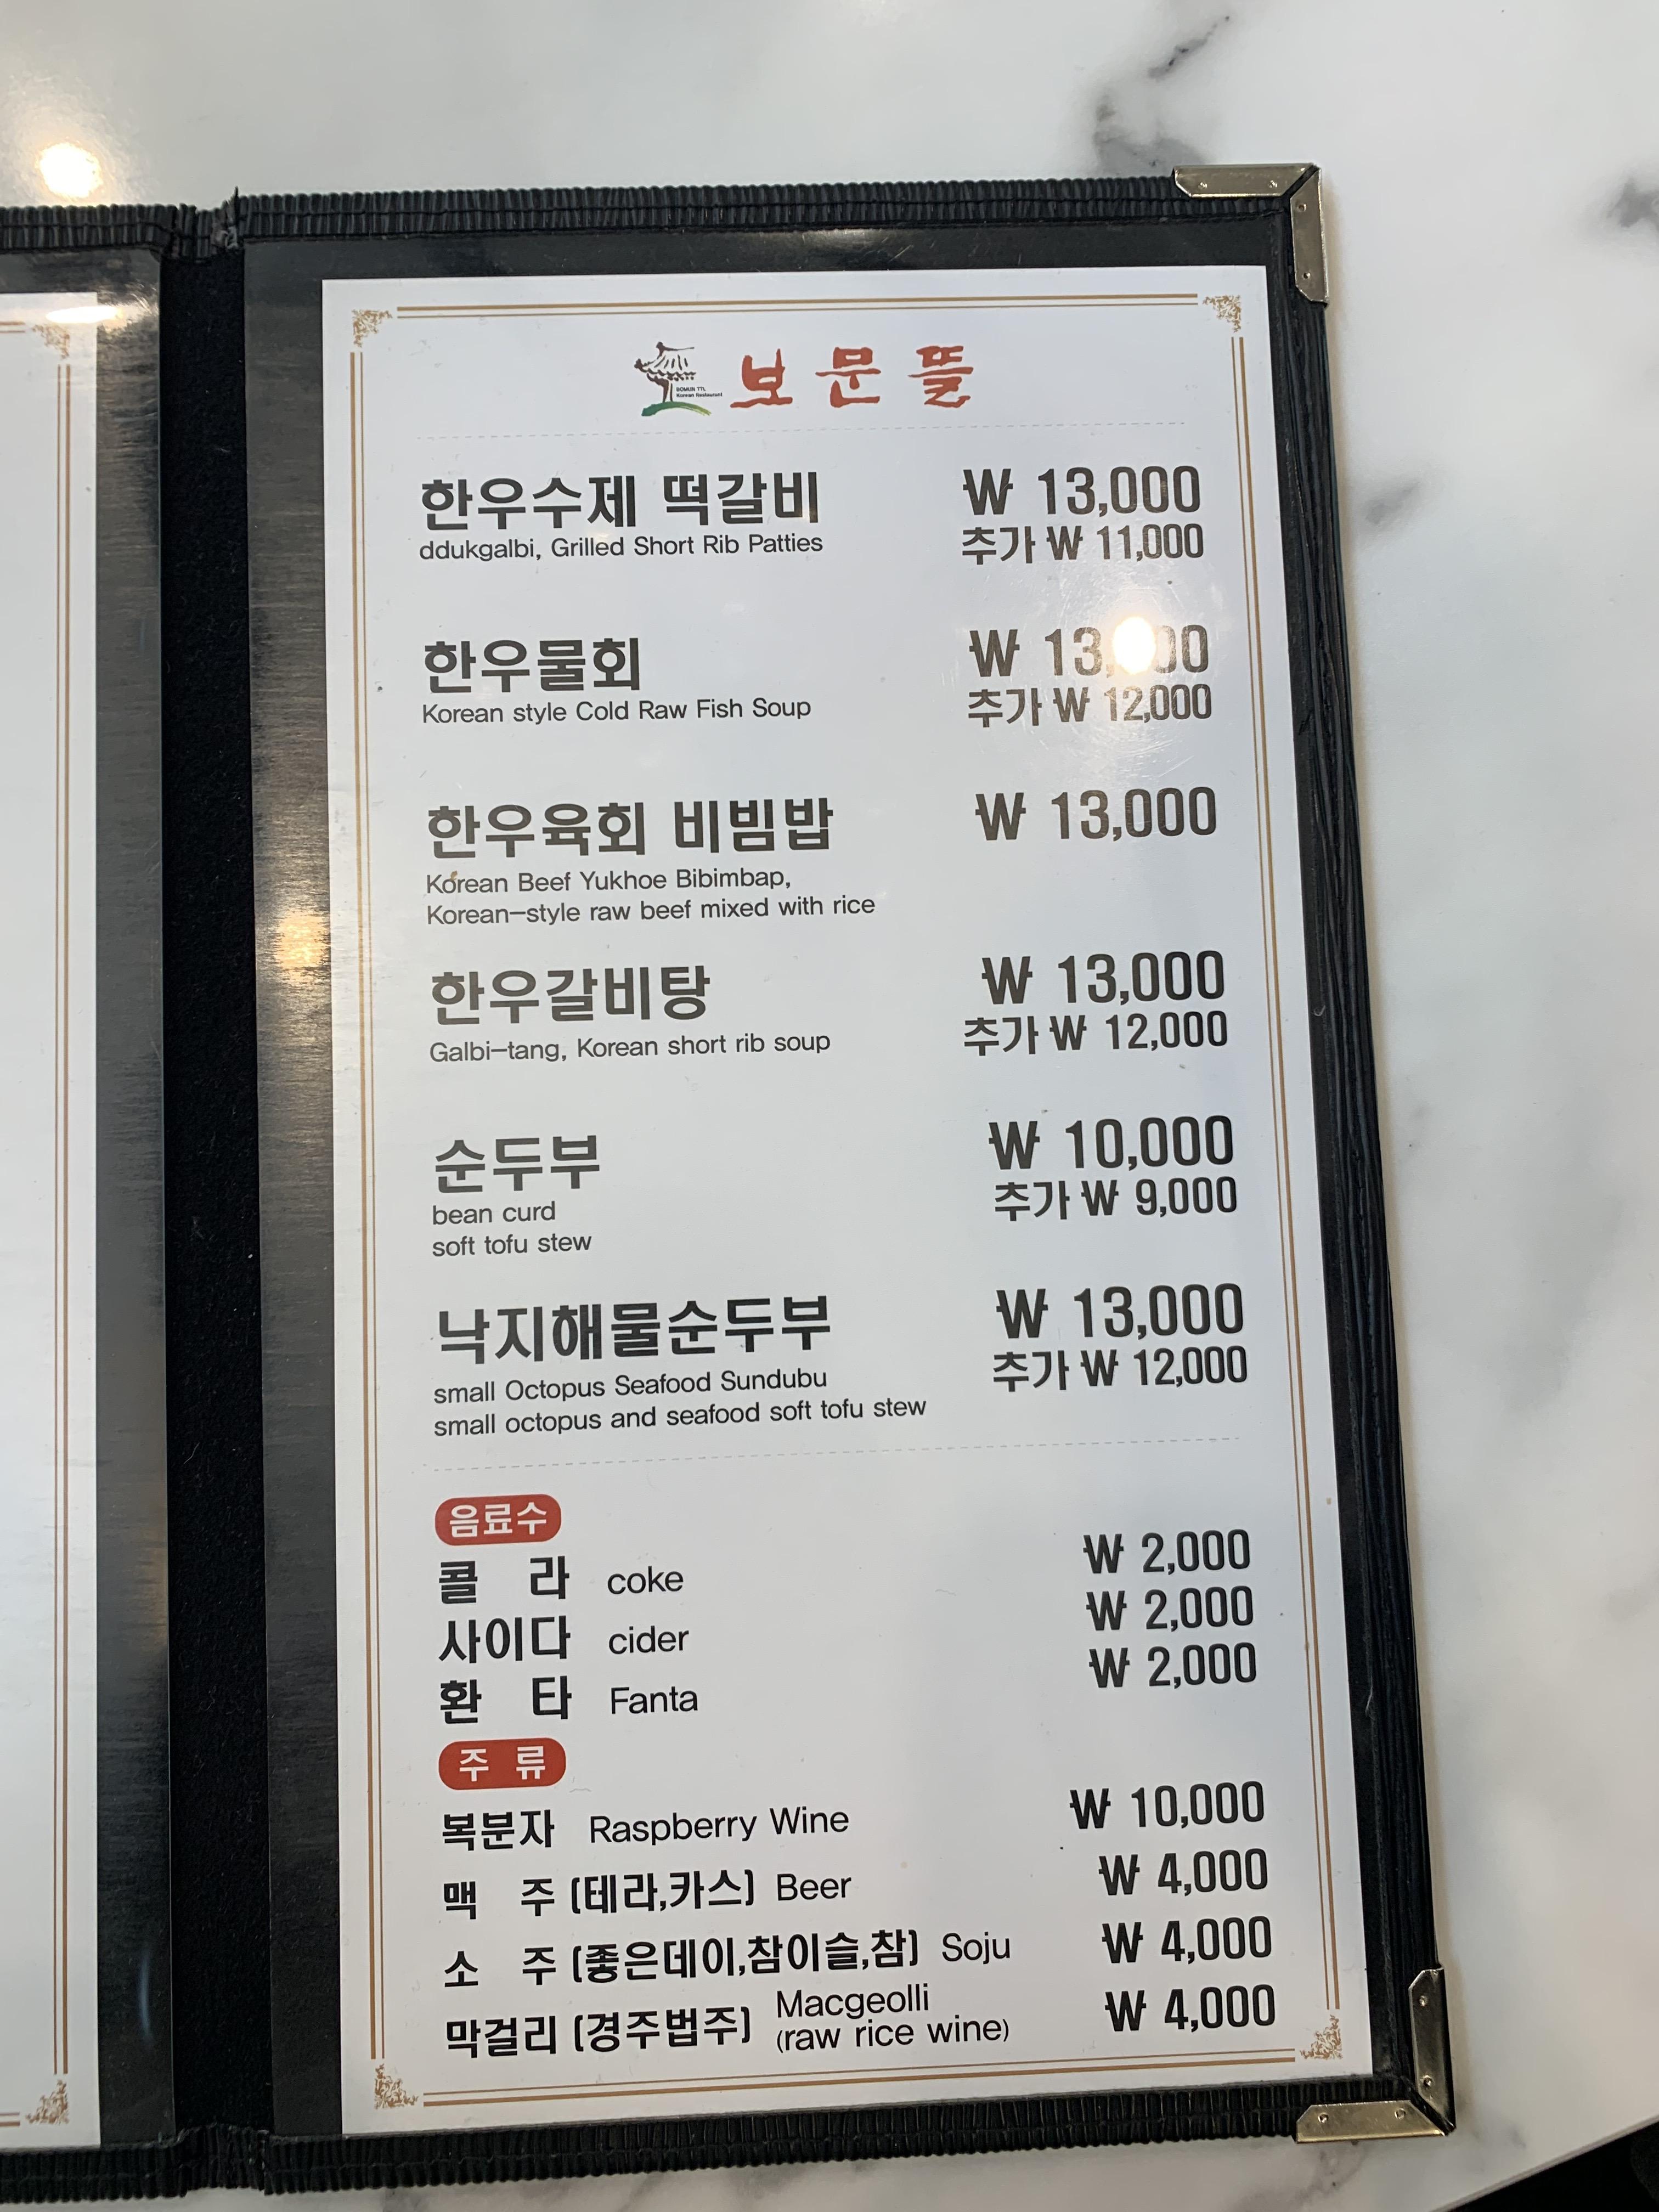 BOMUN TTL
Korean Restaurant
보문뜰
한우수제 떡갈비 ₩ 13,000
ddukgalbi, Grilled Short Rib Patties 추가 ₩ 11,000
한우물회
Korean style Cold Raw Fish Soup 추가 ₩ 12,000
한우육회 비빔밥 ₩ 13,000
Korean Beef Yukhoe Bibimbap,
Korean-style raw beef mixed with rice
한우갈비탕 ₩ 13,000
Galbi-tang, Korean short rib soup 추가 ₩ 12,000
순두부 ₩ 10,000
bean curd 추가 ₩ 9,000
soft tofu stew
낙지해물순두부 ₩ 13,000
small Octopus Seafood Sundubu 추가 ₩ 12,000
small octopus and seafood soft tofu stew
음료수
콜 라 coke ₩ 2,000
사이다 cider ₩ 2,000
환 타 Fanta ₩ 2,000
주 류
복분자 Raspberry Wine ₩ 10,000
맥 주 (테라,카스) Beer ₩ 4,000
소 주 (좋은데이,참이슬,참) Soju ₩ 4,000
막걸리 (경주법주) Macgeolli ₩ 4,000
(raw rice wine)